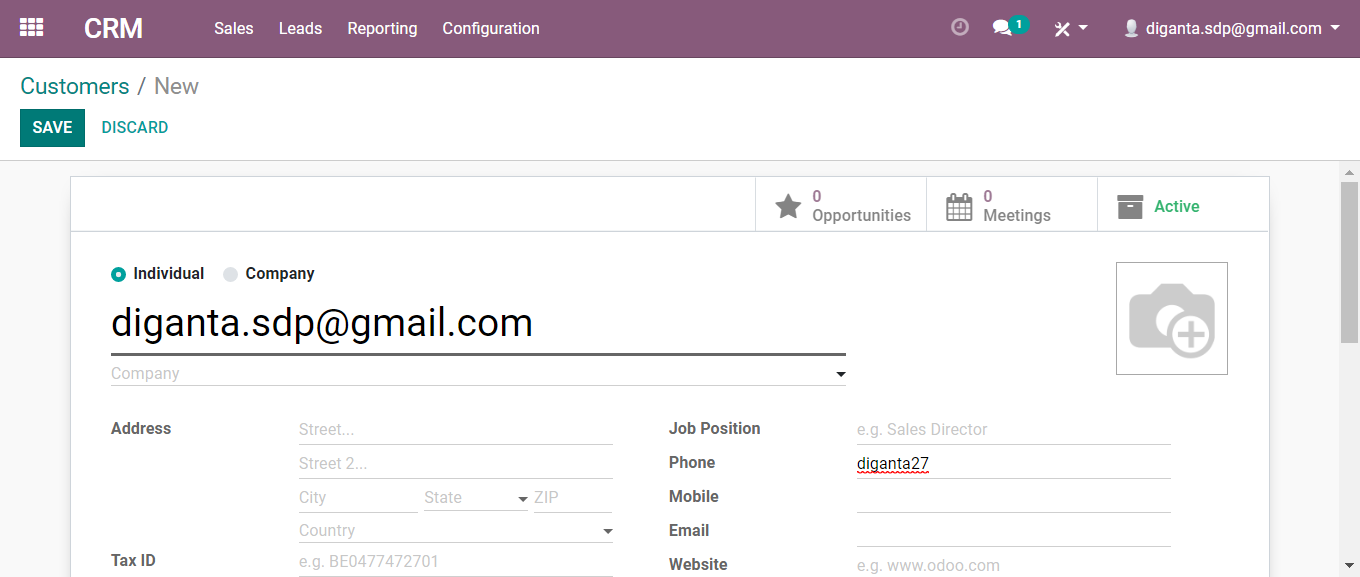 CRM Sales Leads Reporting Configuration 1 diganta.sdp@gmail.com
Customers / New
SAVE DISCARD
0 Opportunities 0 Meetings Active
Individual Company
diganta.sdp@gmail.com
Company
Address Street... Job Position e.g. Sales Director
Street 2... Phone diganta27
City State ZIP Mobile
Country Email
Tax ID e.g. BE0477472701 Website e.g. www.odoo.com